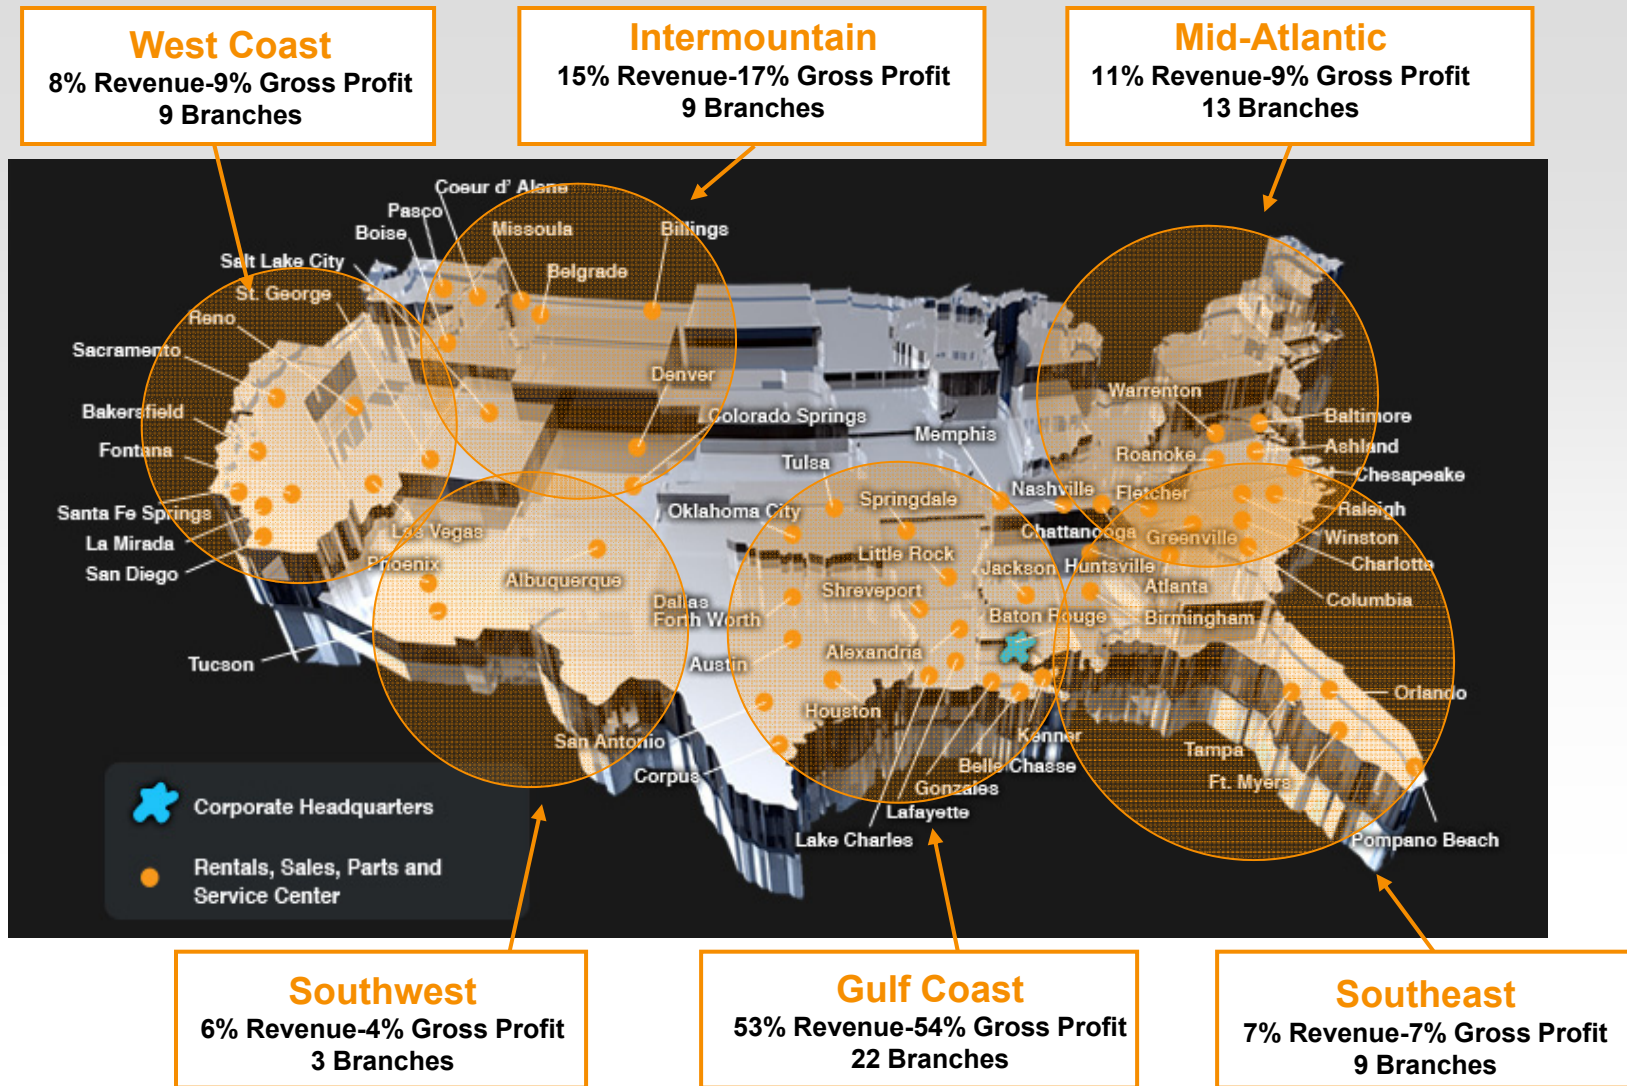 West Coast
8% Revenue-9% Gross Profit
9 Branches
Intermountain
15% Revenue-17% Gross Profit
9 Branches
Mid-Atlantic
11% Revenue-9% Gross Profit
13 Branches
Coeur d' Alene
Pasco
Boise
Missoula
Billings
Salt Lake City
Belgrade
St. George
Reno
Sacramento
Denver
Warrenton
Bakersfield
Colorado Springs
Baltimore
Memphis
Fontana
Roanoke
Ashland
Tulsa
Chesapeake
Santa Fe Springs
Las Vegas
Oklahoma City
Springdale
Nashville
Fletcher
Raleigh
La Mirada
Chattanooga
Greenville
Winston
San Diego
Phoenix
Albuquerque
Little Rock
Jackson
Huntsville
Charlotte
Shreveport
Atlanta
Dallas
Forth Worth
Baton Rouge
Birmingham
Columbia
Tucson
Austin
Alexandria
Orlando
Houston
San Antonio
Kenner
Tampa
Corpus
Belle Chasse
Ft. Myers
Gonzales
Lafayette
Lake Charles
Pompano Beach
Corporate Headquarters
Rentals, Sales, Parts and
Service Center
Southwest
6% Revenue-4% Gross Profit
3 Branches
Gulf Coast
53% Revenue-54% Gross Profit
22 Branches
Southeast
7% Revenue-7% Gross Profit
9 Branches